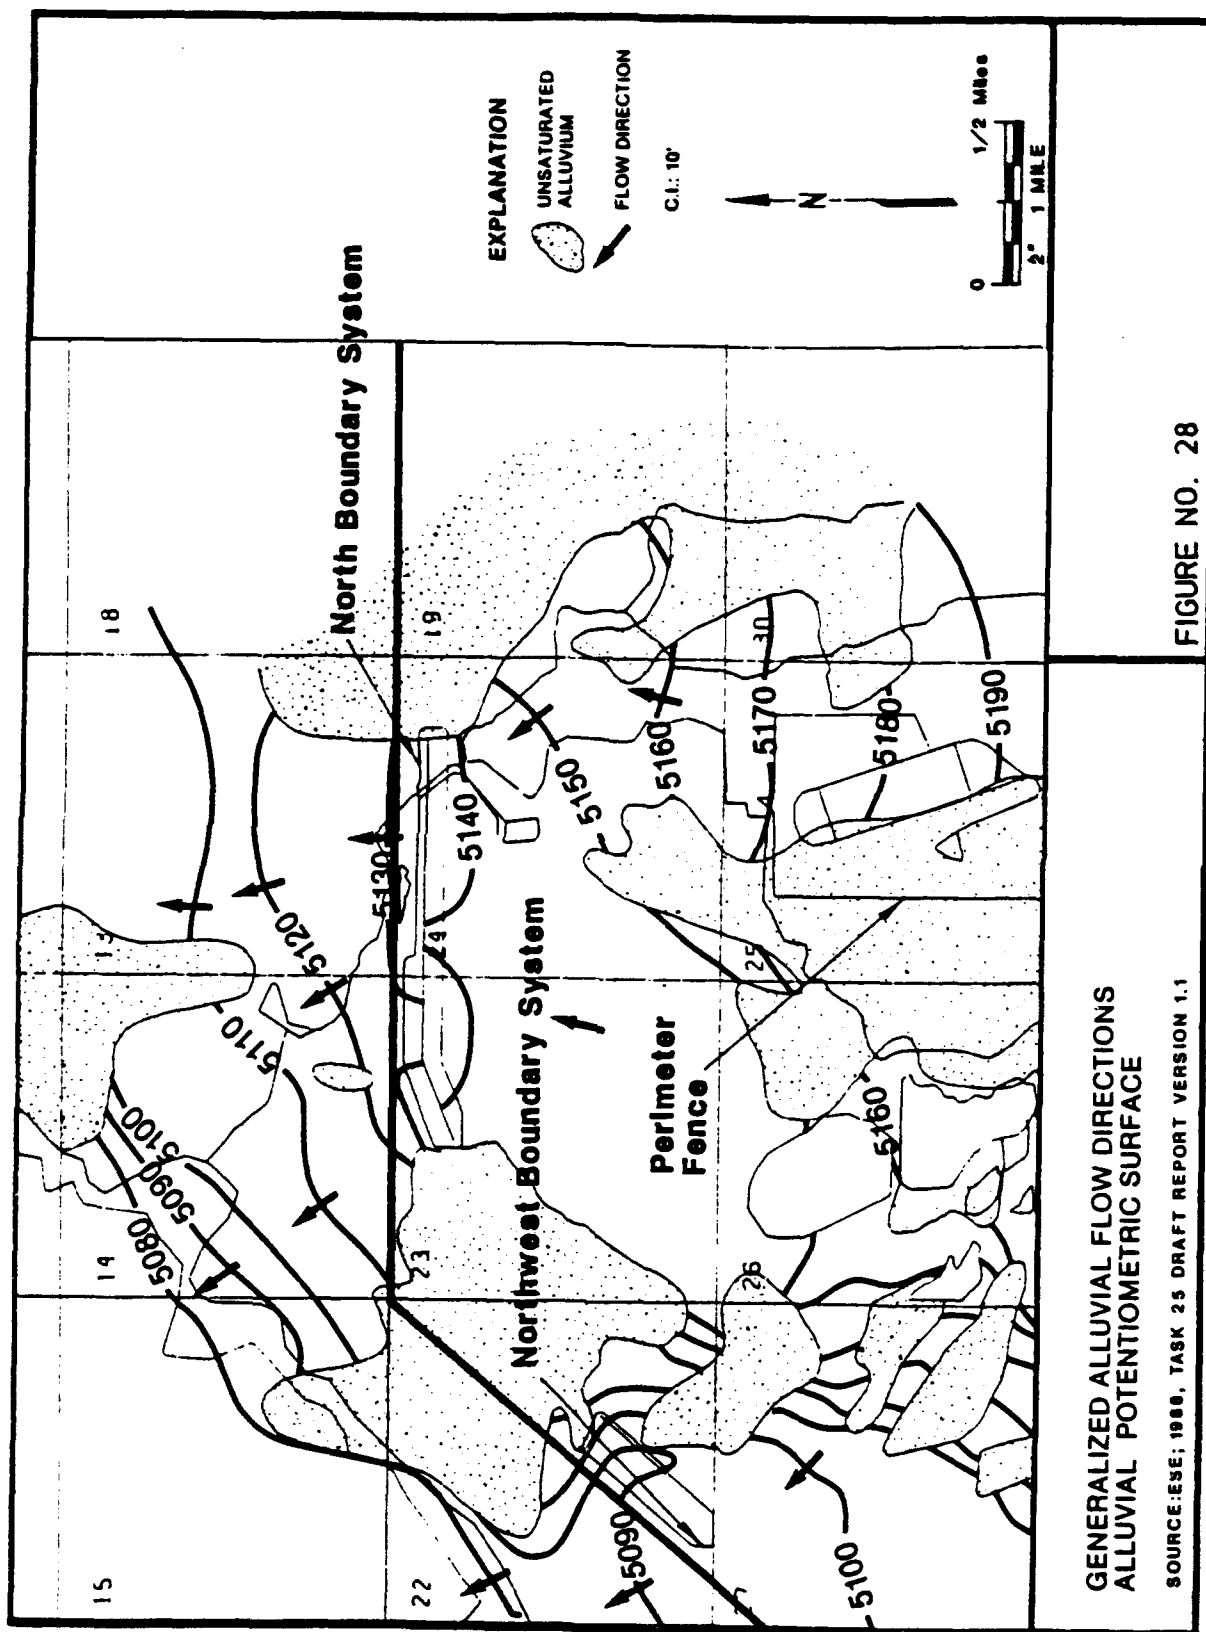 EXPLANATION
UNSATURATED
ALLUVIUM
FLOW DIRECTION
C.I.: 10'
N
0 1/2 Miles
2" 1 MILE
North Boundary System
Northwest Boundary System
Perimeter
Fence
15
14
13
18
22
23
24
19
26
25
30
5080
5090
5100
5110
5120
5130
5140
5150
5160
5170
5180
5190
5160
5090
5100
GENERALIZED ALLUVIAL FLOW DIRECTIONS
ALLUVIAL POTENTIOMETRIC SURFACE
SOURCE:ESE; 1988, TASK 25 DRAFT REPORT VERSION 1.1
FIGURE NO. 28